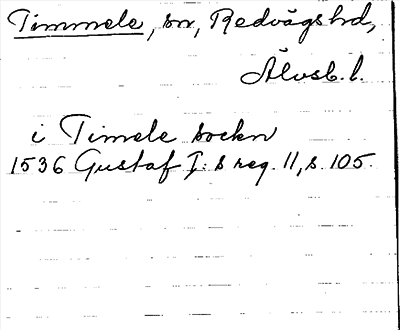 Timmele, sn, Redvägs hd,
Älvsb. l.
i Timele sockn
1536 Gustaf I: s reg. 11, s. 105.